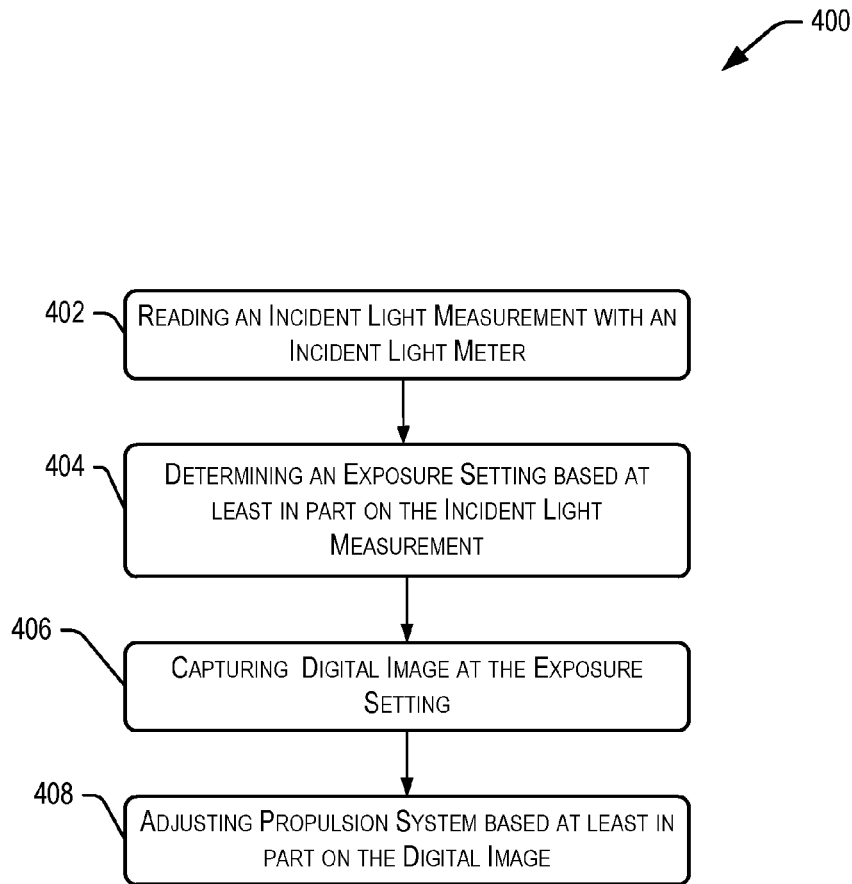 400
402
READING AN INCIDENT LIGHT MEASUREMENT WITH AN
INCIDENT LIGHT METER
404
DETERMINING AN EXPOSURE SETTING BASED AT
LEAST IN PART ON THE INCIDENT LIGHT
MEASUREMENT
406
CAPTURING DIGITAL IMAGE AT THE EXPOSURE
SETTING
408
ADJUSTING PROPULSION SYSTEM BASED AT LEAST IN
PART ON THE DIGITAL IMAGE